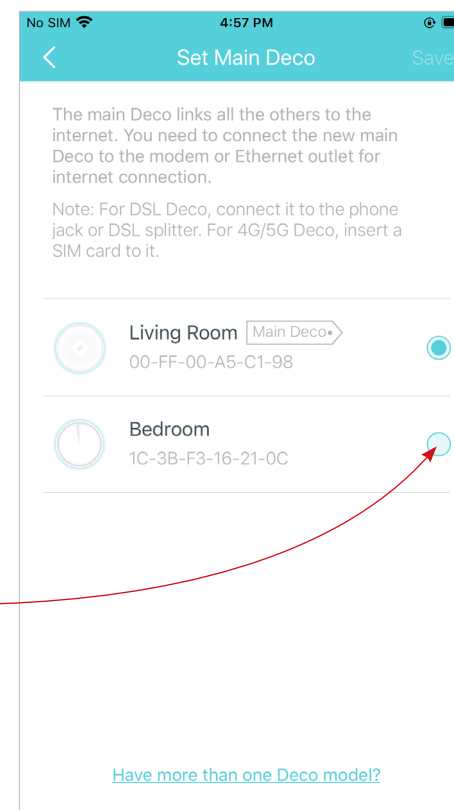 No SIM 4:57 PM
Set Main Deco Save
The main Deco links all the others to the
internet. You need to connect the new main
Deco to the modem or Ethernet outlet for
internet connection.
Note: For DSL Deco, connect it to the phone
jack or DSL splitter. For 4G/5G Deco, insert a
SIM card to it.
Living Room Main Deco
00-FF-00-A5-C1-98
Bedroom
1C-3B-F3-16-21-0C
Have more than one Deco model?